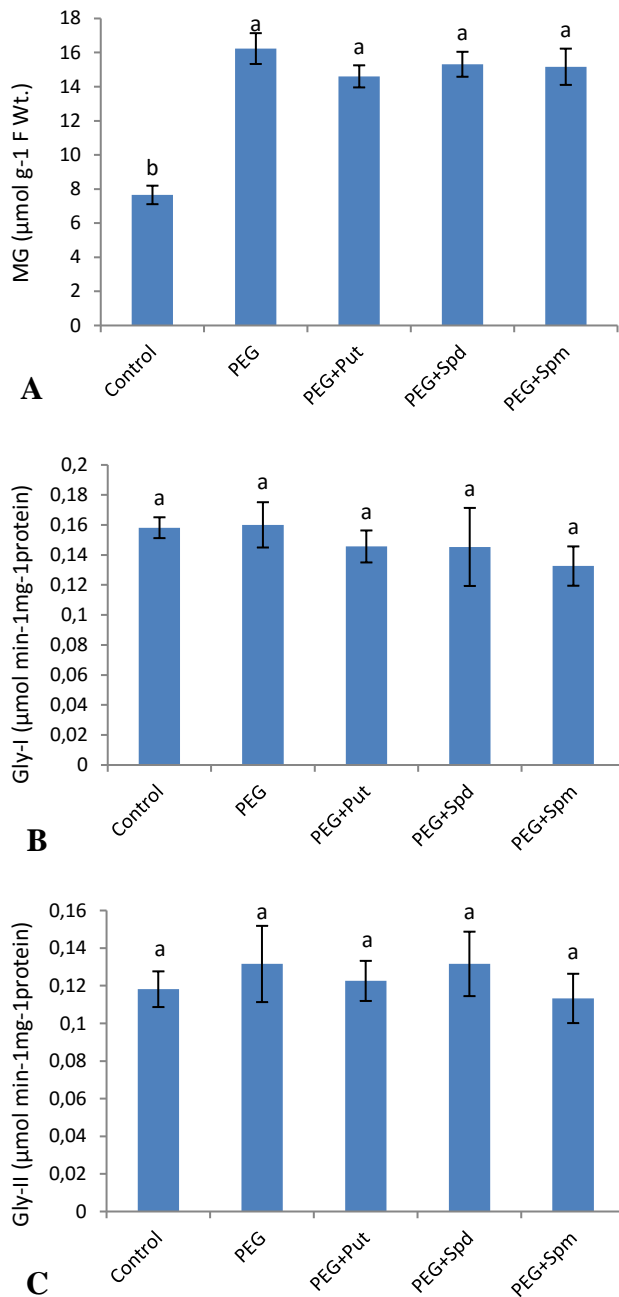 MG (µmol g-1 F Wt.)
18
16
14
12
10
8
6
4
2
0
b
a
a
a
a
Control
PEG
PEG+Put
PEG+Spd
PEG+Spm
A
Gly-I (µmol min-1mg-1protein)
0,2
0,18
0,16
0,14
0,12
0,1
0,08
0,06
0,04
0,02
0
a
a
a
a
a
Control
PEG
PEG+Put
PEG+Spd
PEG+Spm
B
Gly-II (µmol min-1mg-1protein)
0,16
0,14
0,12
0,1
0,08
0,06
0,04
0,02
0
a
a
a
a
a
Control
PEG
PEG+Put
PEG+Spd
PEG+Spm
C